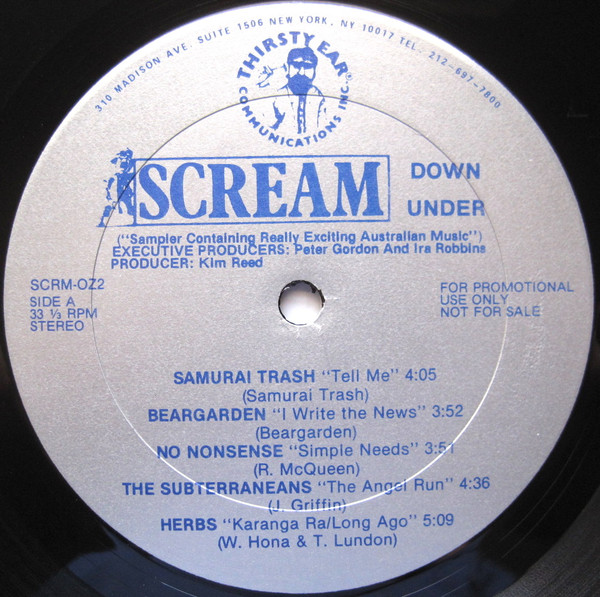 310 MADISON AVE. SUITE 1506 NEW YORK, NY 10017 TEL. 212-697-7800
THIRSTY EAR
COMMUNICATIONS INC.
SCREAM DOWN
UNDER
("Sampler Containing Really Exciting Australian Music")
EXECUTIVE PRODUCERS: Peter Gordon And Ira Robbins
PRODUCER: Kim Reed
SCRM-OZ2
SIDE A
33 ⅓ RPM
STEREO
FOR PROMOTIONAL
USE ONLY
NOT FOR SALE
SAMURAI TRASH "Tell Me" 4:05
(Samurai Trash)
BEARGARDEN "I Write the News" 3:52
(Beargarden)
NO NONSENSE "Simple Needs" 3:51
(R. McQueen)
THE SUBTERRANEANS "The Angel Run" 4:36
(J. Griffin)
HERBS "Karanga Ra/Long Ago" 5:09
(W. Hona & T. Lundon)